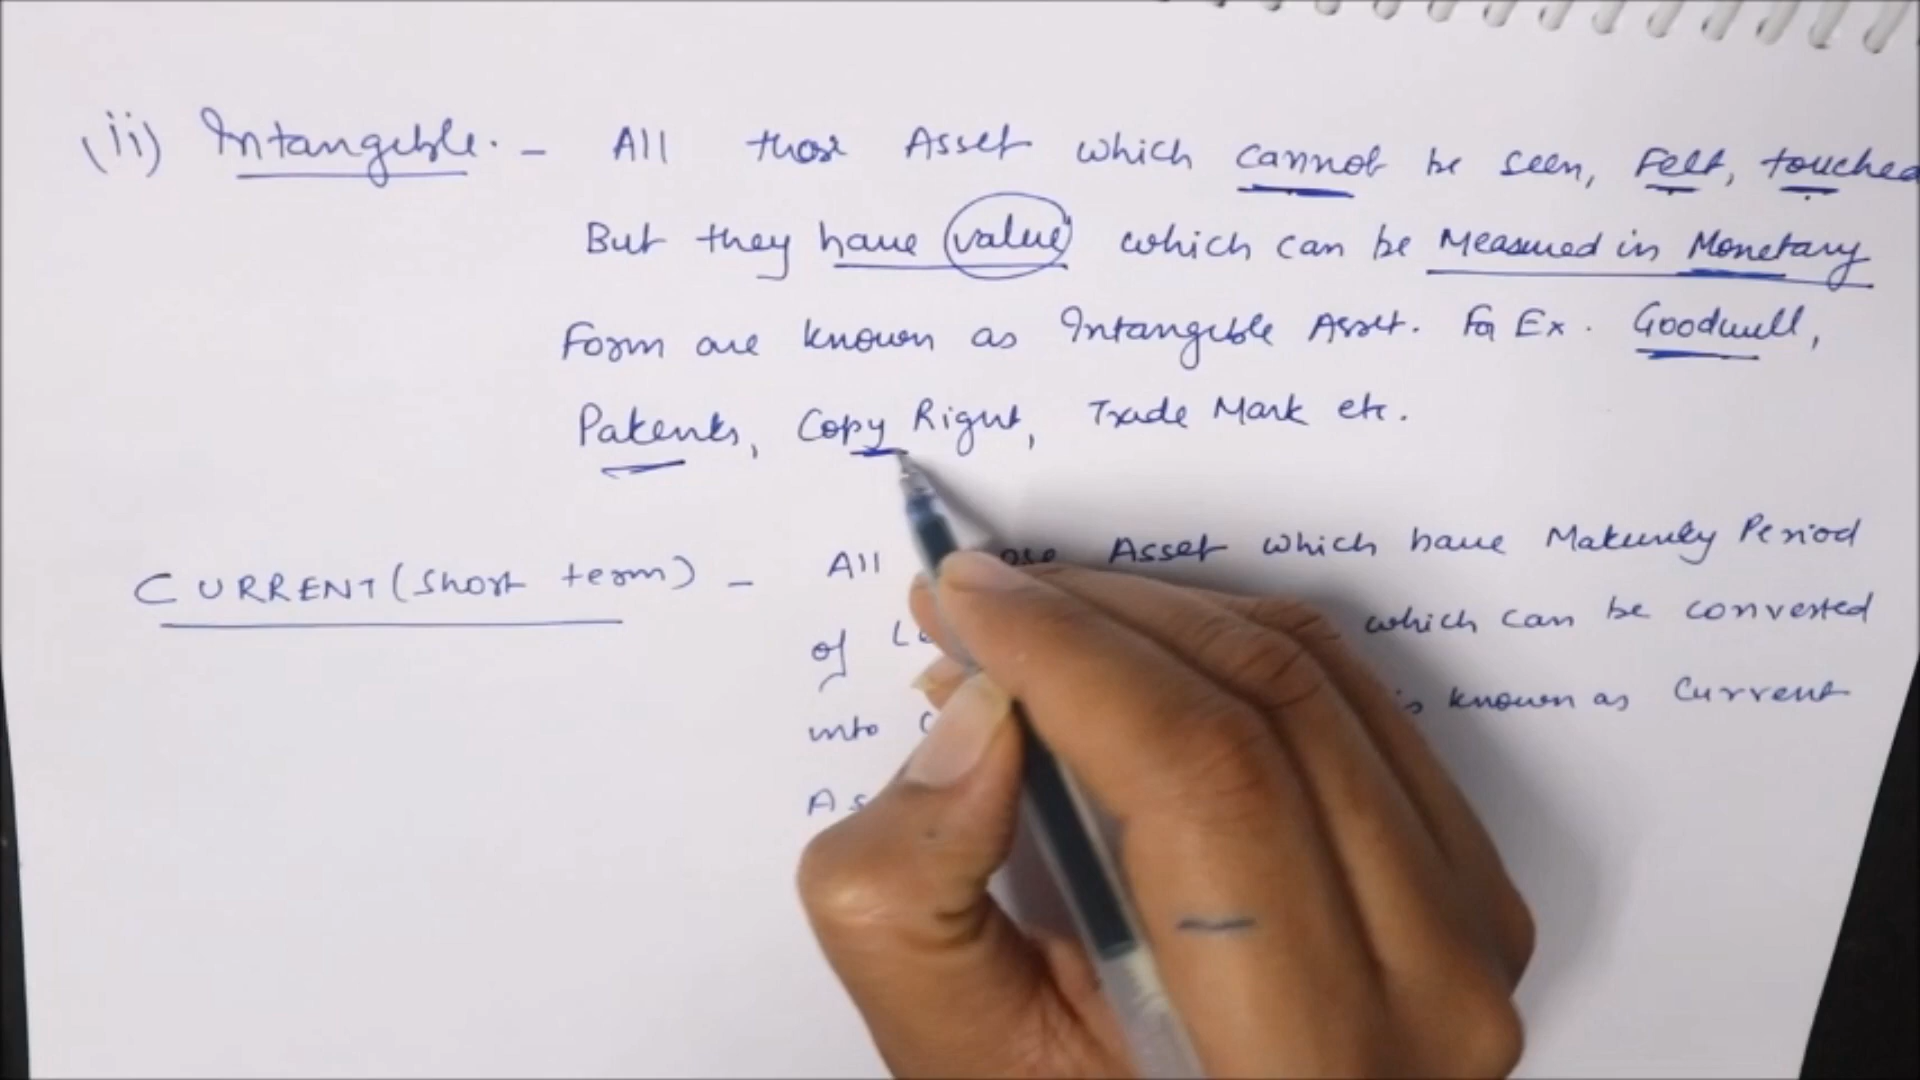 (ii) Intangible. - All those Asset which cannot be seen, Felt, touched
But they have value which can be Measured in Monetary
Form are known as Intangible Asset. For Ex. Goodwill,
Patents, Copy Right, Trade Mark etc.
CURRENT (Short term) - All Asset which have Maturity Period
of which can be converted
into known as Current